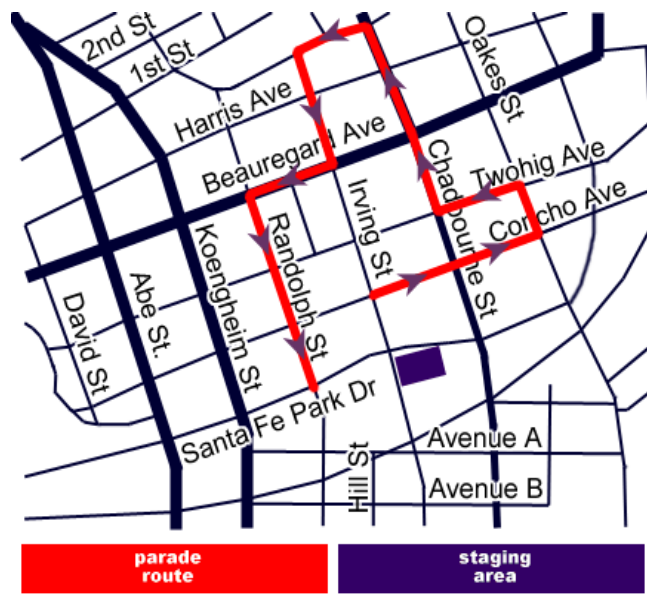 2nd St
1st St
Oakes St
Harris Ave
Beauregard Ave
Chadbourne St
Twohig Ave
Concho Ave
Irving St
Randolph St
Koengheim St
Abe St.
David St
Santa Fe Park Dr
Hill St
Avenue A
Avenue B
parade
route
staging
area